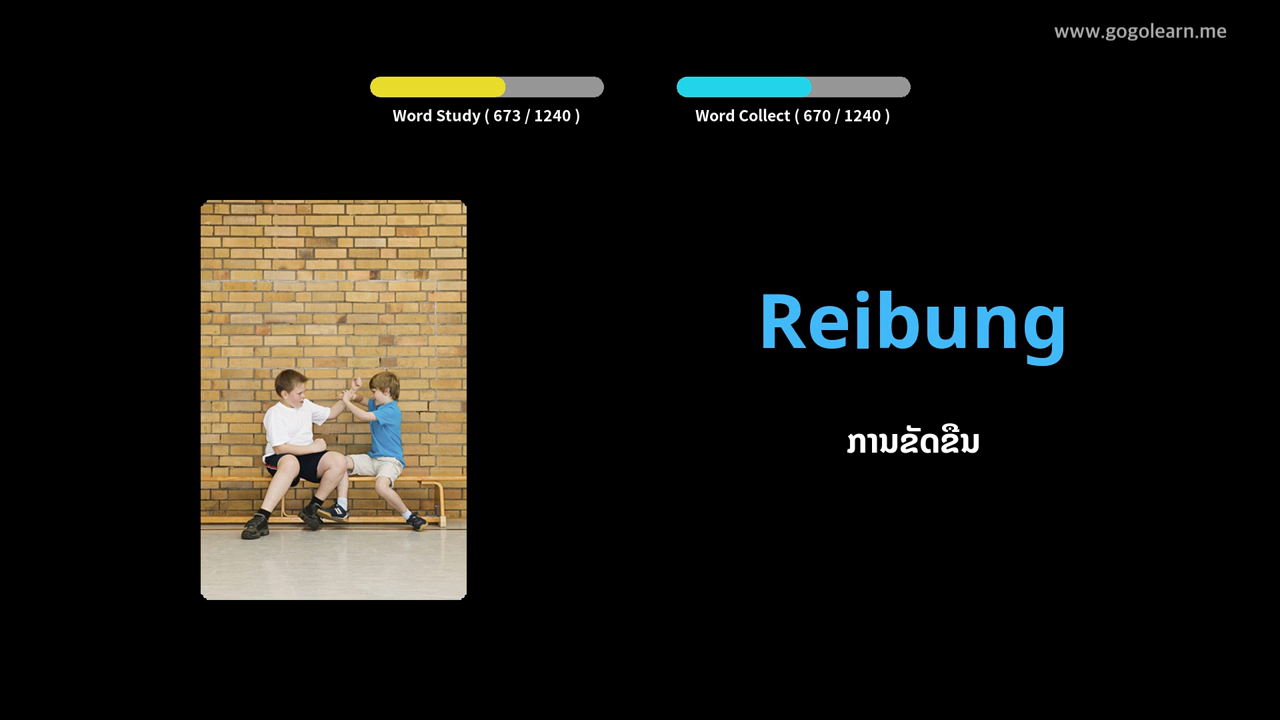 www.gogolearn.me
Word Study ( 673 / 1240 )
Word Collect ( 670 / 1240 )
Reibung
ການຂັດຂືນ